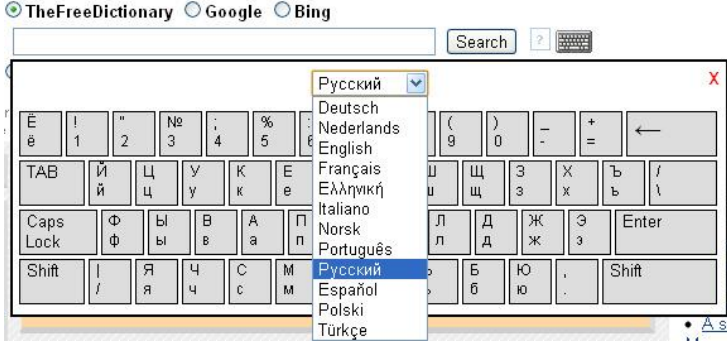 TheFreeDictionary Google Bing
Search ?
X
Русский
Deutsch
Nederlands
English
Français
Ελληνική
Italiano
Norsk
Português
Русский
Español
Polski
Türkçe
Ё ! " № ; % : ( ) _ + ←
ё 1 2 3 4 5 6 9 0 - =
TAB Й Ц У К Е Ш Щ З Х Ъ /
й ц у к е ш щ з х ъ \
Caps Lock Ф Ы В А П Л Д Ж Э Enter
ф ы в а п л д ж э
Shift | Я Ч С М Б Ю , Shift
/ я ч с м б ю .
A s